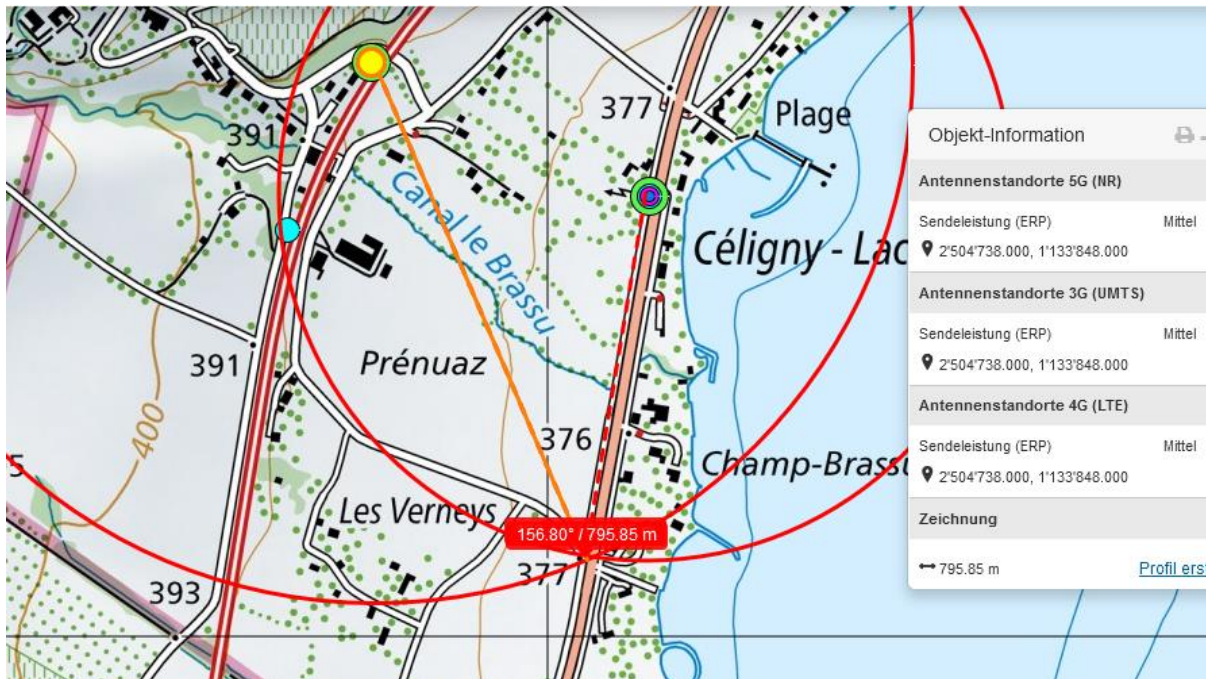 377
Plage
391
Canal le Brassu
Céligny - Lac
391
Prénuaz
400
5
376
Champ-Brassu
Les Verneys
156.80° / 795.85 m
377
393
Objekt-Information
Antennenstandorte 5G (NR)
Sendeleistung (ERP) Mittel
2'504'738.000, 1'133'848.000
Antennenstandorte 3G (UMTS)
Sendeleistung (ERP) Mittel
2'504'738.000, 1'133'848.000
Antennenstandorte 4G (LTE)
Sendeleistung (ERP) Mittel
2'504'738.000, 1'133'848.000
Zeichnung
795.85 m Profil erst